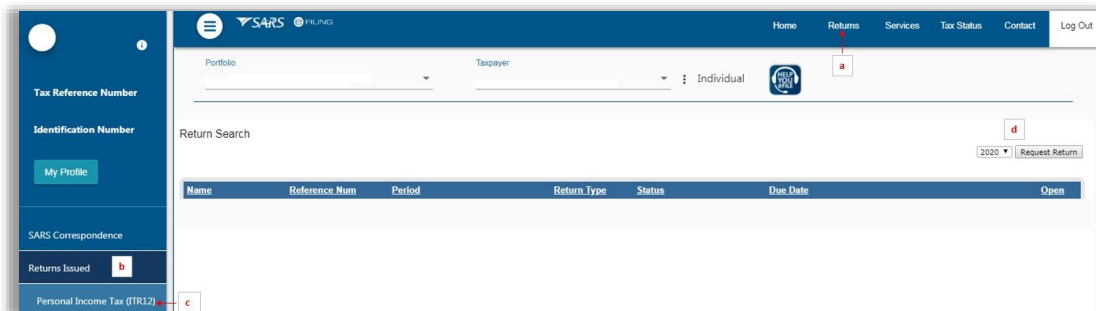 SARS eFILING
Home Returns Services Tax Status Contact Log Out
a
Portfolio Taxpayer
Individual
HELP YOU eFILE
Tax Reference Number
Identification Number
My Profile
SARS Correspondence
Returns Issued b
Personal Income Tax (ITR12) c
Return Search
d
2020 Request Return
Name Reference Num Period Return Type Status Due Date Open